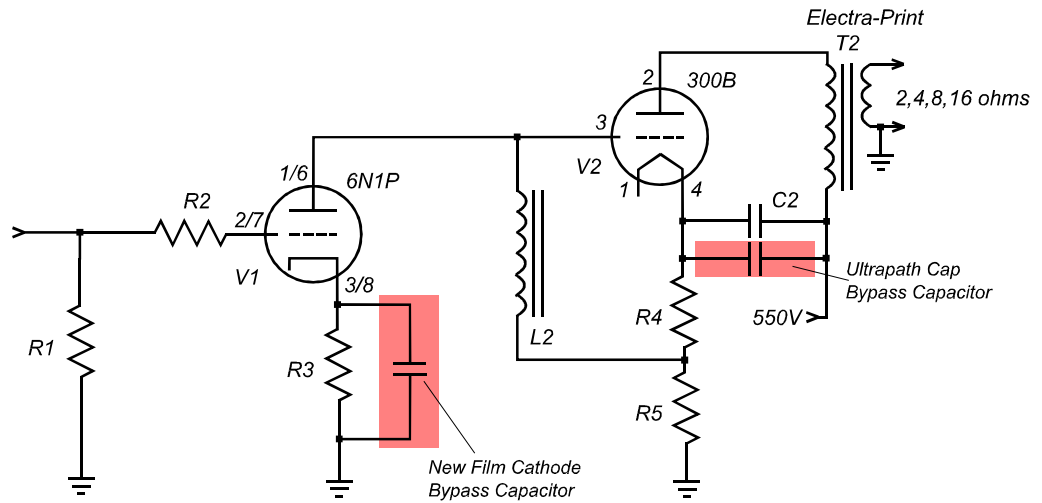 Electra-Print
T2
2
300B
3
2,4,8,16 ohms
V2
1/6
6N1P
1
4
R2
2/7
C2
V1
3/8
Ultrapath Cap
Bypass Capacitor
R4
550V
L2
R1
R3
R5
New Film Cathode
Bypass Capacitor